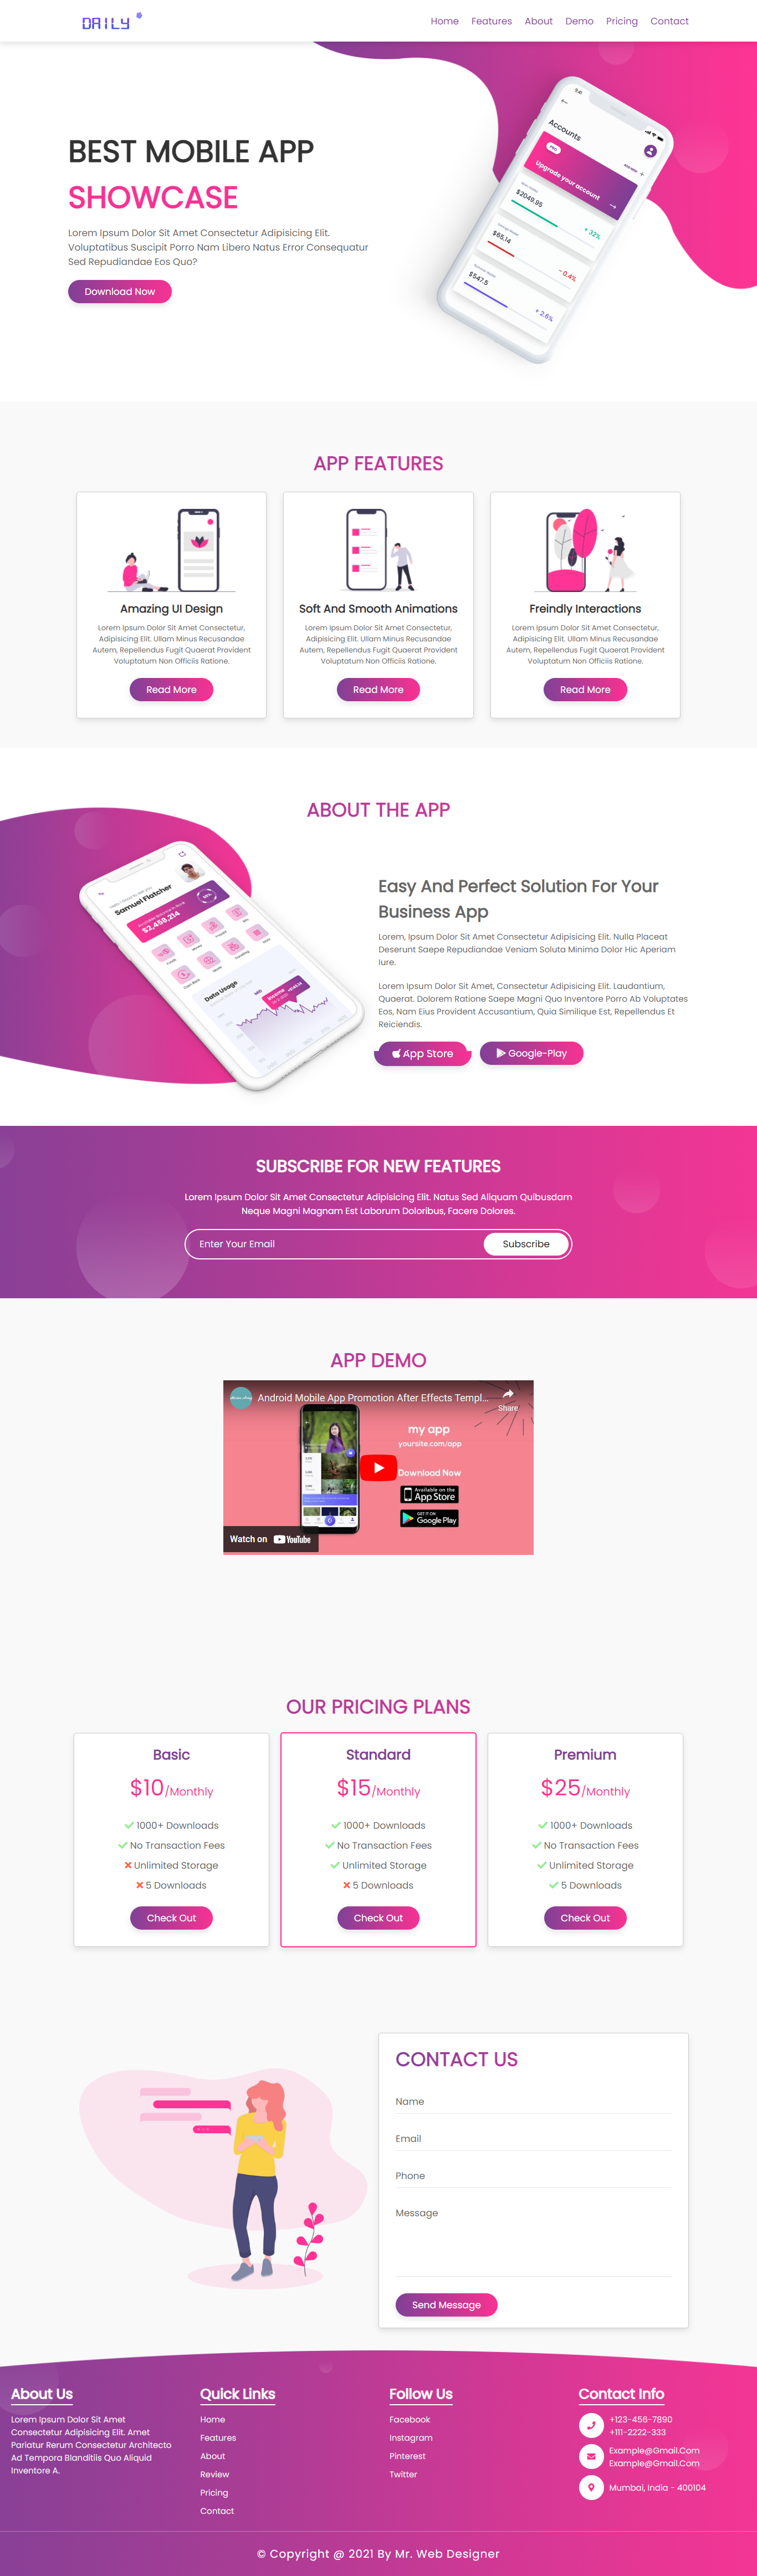 DAILY
Home Features About Demo Pricing Contact
BEST MOBILE APP
SHOWCASE
Lorem Ipsum Dolor Sit Amet Consectetur Adipisicing Elit.
Voluptatibus Suscipit Porro Nam Libero Natus Error Consequatur
Sed Repudiandae Eos Quo?
Download Now
9:41
Accounts
Upgrade your account
$2049.95
+ 32%
$65.14
- 0.4%
$547.5
+ 2.6%
APP FEATURES
Amazing UI Design
Lorem Ipsum Dolor Sit Amet Consectetur,
Adipisicing Elit. Ullam Minus Recusandae
Autem, Repellendus Fugit Quaerat Provident
Voluptatum Non Officiis Ratione.
Read More
Soft And Smooth Animations
Lorem Ipsum Dolor Sit Amet Consectetur,
Adipisicing Elit. Ullam Minus Recusandae
Autem, Repellendus Fugit Quaerat Provident
Voluptatum Non Officiis Ratione.
Read More
Freindly Interactions
Lorem Ipsum Dolor Sit Amet Consectetur,
Adipisicing Elit. Ullam Minus Recusandae
Autem, Repellendus Fugit Quaerat Provident
Voluptatum Non Officiis Ratione.
Read More
ABOUT THE APP
Samuel Flatcher
$2,458,214
Data Usage
Easy And Perfect Solution For Your
Business App
Lorem, Ipsum Dolor Sit Amet Consectetur Adipisicing Elit. Nulla Placeat
Deserunt Saepe Repudiandae Veniam Soluta Minima Dolor Hic Aperiam
Iure.
Lorem Ipsum Dolor Sit Amet, Consectetur Adipisicing Elit. Laudantium,
Quaerat. Dolorem Ratione Saepe Magni Quo Inventore Porro Ab Voluptates
Eos, Nam Eius Provident Accusantium, Quia Similique Est, Repellendus Et
Reiciendis.
App Store
Google-Play
SUBSCRIBE FOR NEW FEATURES
Lorem Ipsum Dolor Sit Amet Consectetur Adipisicing Elit. Natus Sed Aliquam Quibusdam
Neque Magni Magnam Est Laborum Doloribus, Facere Dolores.
Enter Your Email
Subscribe
APP DEMO
Android Mobile App Promotion After Effects Templ...
Share
my app
yoursite.com/app
Download Now
Available on the
App Store
GET IT ON
Google Play
Watch on YouTube
OUR PRICING PLANS
Basic
$10/Monthly
1000+ Downloads
No Transaction Fees
Unlimited Storage
5 Downloads
Check Out
Standard
$15/Monthly
1000+ Downloads
No Transaction Fees
Unlimited Storage
5 Downloads
Check Out
Premium
$25/Monthly
1000+ Downloads
No Transaction Fees
Unlimited Storage
5 Downloads
Check Out
CONTACT US
Name
Email
Phone
Message
Send Message
About Us
Lorem Ipsum Dolor Sit Amet
Consectetur Adipisicing Elit. Amet
Pariatur Rerum Consectetur Architecto
Ad Tempora Blanditiis Quo Aliquid
Inventore A.
Quick Links
Home
Features
About
Review
Pricing
Contact
Follow Us
Facebook
Instagram
Pinterest
Twitter
Contact Info
+123-456-7890
+111-2222-333
Example@Gmail.Com
Example@Gmail.Com
Mumbai, India - 400104
© Copyright @ 2021 By Mr. Web Designer